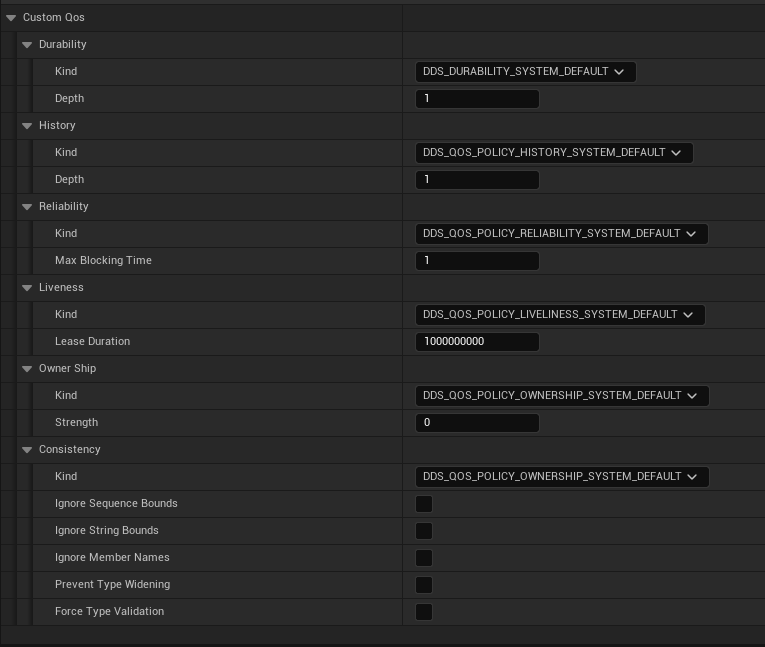 Custom Qos
Durability
Kind DDS_DURABILITY_SYSTEM_DEFAULT
Depth 1
History
Kind DDS_QOS_POLICY_HISTORY_SYSTEM_DEFAULT
Depth 1
Reliability
Kind DDS_QOS_POLICY_RELIABILITY_SYSTEM_DEFAULT
Max Blocking Time 1
Liveness
Kind DDS_QOS_POLICY_LIVELINESS_SYSTEM_DEFAULT
Lease Duration 1000000000
Owner Ship
Kind DDS_QOS_POLICY_OWNERSHIP_SYSTEM_DEFAULT
Strength 0
Consistency
Kind DDS_QOS_POLICY_OWNERSHIP_SYSTEM_DEFAULT
Ignore Sequence Bounds
Ignore String Bounds
Ignore Member Names
Prevent Type Widening
Force Type Validation